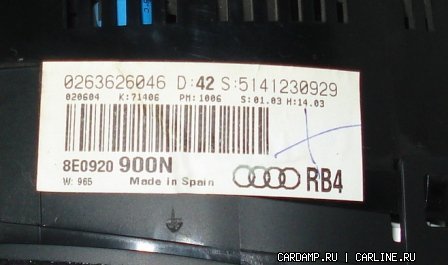 0263626046 D:42 S:5141230929
020604 K:71406 PM:1006 S:01.03 H:14.03
8E0920 900N
W: 965 Made in Spain
RB4
CARDAMP.RU | CARLINE.RU